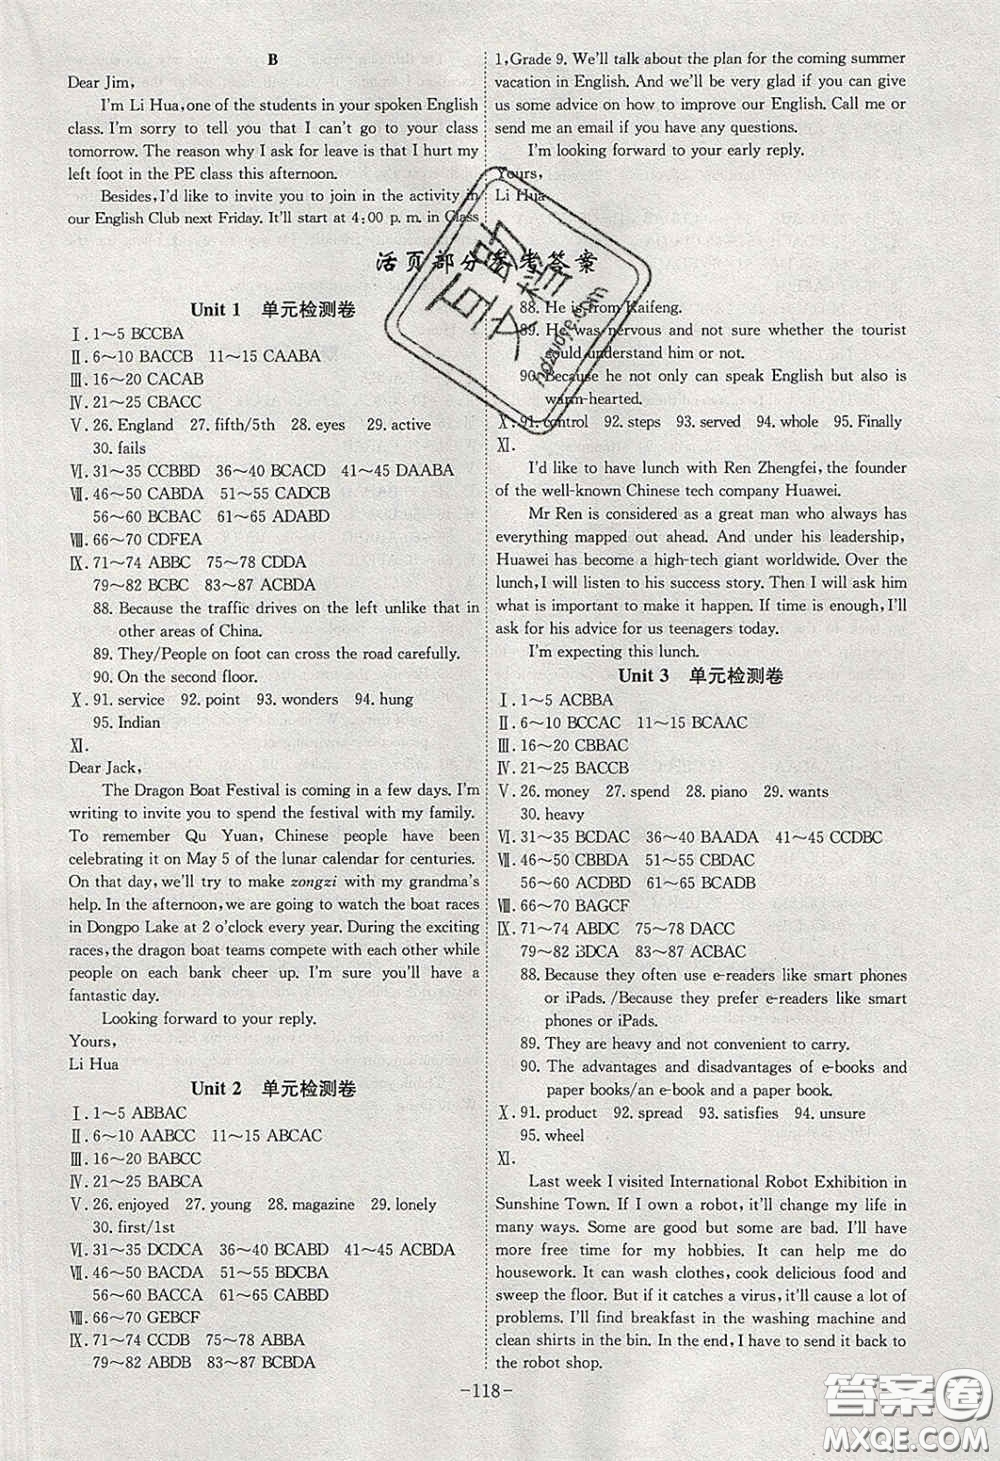 B
Dear Jim,
I'm Li Hua,one of the students in your spoken English
class. I'm sorry to tell you that I can't go to your class
tomorrow. The reason why I ask for leave is that I hurt my
left foot in the PE class this afternoon.
Besides,I'd like to invite you to join in the activity in
our English Club next Friday. It'll start at 4:00 p. m. in Class
1,Grade 9. We'll talk about the plan for the coming summer
vacation in English. And we'll be very glad if you can give
us some advice on how to improve our English. Call me or
send me an email if you have any questions.
I'm looking forward to your early reply.
Yours,
Li Hua
活页部分参考答案
Unit 1 单元检测卷
Ⅰ. 1～5 BCCBA
Ⅱ. 6～10 BACCB 11～15 CAABA
Ⅲ. 16～20 CACAB
Ⅳ. 21～25 CBACC
Ⅴ. 26. England 27. fifth/5th 28. eyes 29. active
30. fails
Ⅵ. 31～35 CCBBD 36～40 BCACD 41～45 DAABA
Ⅶ. 46～50 CABDA 51～55 CADCB
56～60 BCBAC 61～65 ADABD
Ⅷ. 66～70 CDFEA
Ⅸ. 71～74 ABBC 75～78 CDDA
79～82 BCBC 83～87 ACBDA
88. Because the traffic drives on the left unlike that in
other areas of China.
89. They/People on foot can cross the road carefully.
90. On the second floor.
Ⅹ. 91. service 92. point 93. wonders 94. hung
95. Indian
Ⅺ.
Dear Jack,
The Dragon Boat Festival is coming in a few days. I'm
writing to invite you to spend the festival with my family.
To remember Qu Yuan, Chinese people have been
celebrating it on May 5 of the lunar calendar for centuries.
On that day, we'll try to make zongzi with my grandma's
help. In the afternoon, we are going to watch the boat races
in Dongpo Lake at 2 o'clock every year. During the exciting
races, the dragon boat teams compete with each other while
people on each bank cheer up. I'm sure you'll have a
fantastic day.
Looking forward to your reply.
Yours,
Li Hua
Unit 2 单元检测卷
Ⅰ. 1～5 ABBAC
Ⅱ. 6～10 AABCC 11～15 ABCAC
Ⅲ. 16～20 BABCC
Ⅳ. 21～25 BABCA
Ⅴ. 26. enjoyed 27. young 28. magazine 29. lonely
30. first/1st
Ⅵ. 31～35 DCDCA 36～40 BCABD 41～45 ACBDA
Ⅶ. 46～50 BACDA 51～55 BDCBA
56～60 BACCA 61～65 CABBD
Ⅷ. 66～70 GEBCF
Ⅸ. 71～74 CCDB 75～78 ABBA
79～82 ABDB 83～87 BCBDA
88. He is from Kaifeng.
89. He was nervous and not sure whether the tourist
could understand him or not.
90. Because he not only can speak English but also is
warm-hearted.
Ⅹ. 91. control 92. steps 93. served 94. whole 95. Finally
Ⅺ.
I'd like to have lunch with Ren Zhengfei, the founder
of the well-known Chinese tech company Huawei.
Mr Ren is considered as a great man who always has
everything mapped out ahead. And under his leadership,
Huawei has become a high-tech giant worldwide. Over the
lunch,I will listen to his success story. Then I will ask him
what is important to make it happen. If time is enough,I'll
ask for his advice for us teenagers today.
I'm expecting this lunch.
Unit 3 单元检测卷
Ⅰ. 1～5 ACBBA
Ⅱ. 6～10 BCCAC 11～15 BCAAC
Ⅲ. 16～20 CBBAC
Ⅳ. 21～25 BACCB
Ⅴ. 26. money 27. spend 28. piano 29. wants
30. heavy
Ⅵ. 31～35 BCDAC 36～40 BAADA 41～45 CCDBC
Ⅶ. 46～50 CBBDA 51～55 CBDAC
56～60 ACDBD 61～65 BCADB
Ⅷ. 66～70 BAGCF
Ⅸ. 71～74 ABDC 75～78 DACC
79～82 BDCA 83～87 ACBAC
88. Because they often use e-readers like smart phones
or iPads. /Because they prefer e-readers like smart
phones or iPads.
89. They are heavy and not convenient to carry.
90. The advantages and disadvantages of e-books and
paper books/an e-book and a paper book.
Ⅹ. 91. product 92. spread 93. satisfies 94. unsure
95. wheel
Ⅺ.
Last week I visited International Robot Exhibition in
Sunshine Town. If I own a robot, it'll change my life in
many ways. Some are good but some are bad. I'll have
more free time for my hobbies. It can help me do
housework. It can wash clothes, cook delicious food and
sweep the floor. But if it catches a virus,it'll cause a lot of
problems. I'll find breakfast in the washing machine and
clean shirts in the bin. In the end, I have to send it back to
the robot shop.
-118-
答案卷
MXQE.COM